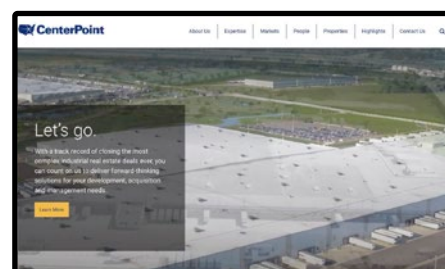 CenterPoint
About Us Expertise Markets People Properties Highlights Contact Us
Let's go.
With a track record of closing the most
complex industrial real estate deals ever, you
can count on us to deliver forward-thinking
solutions for your development, acquisition
and management needs.
Learn More